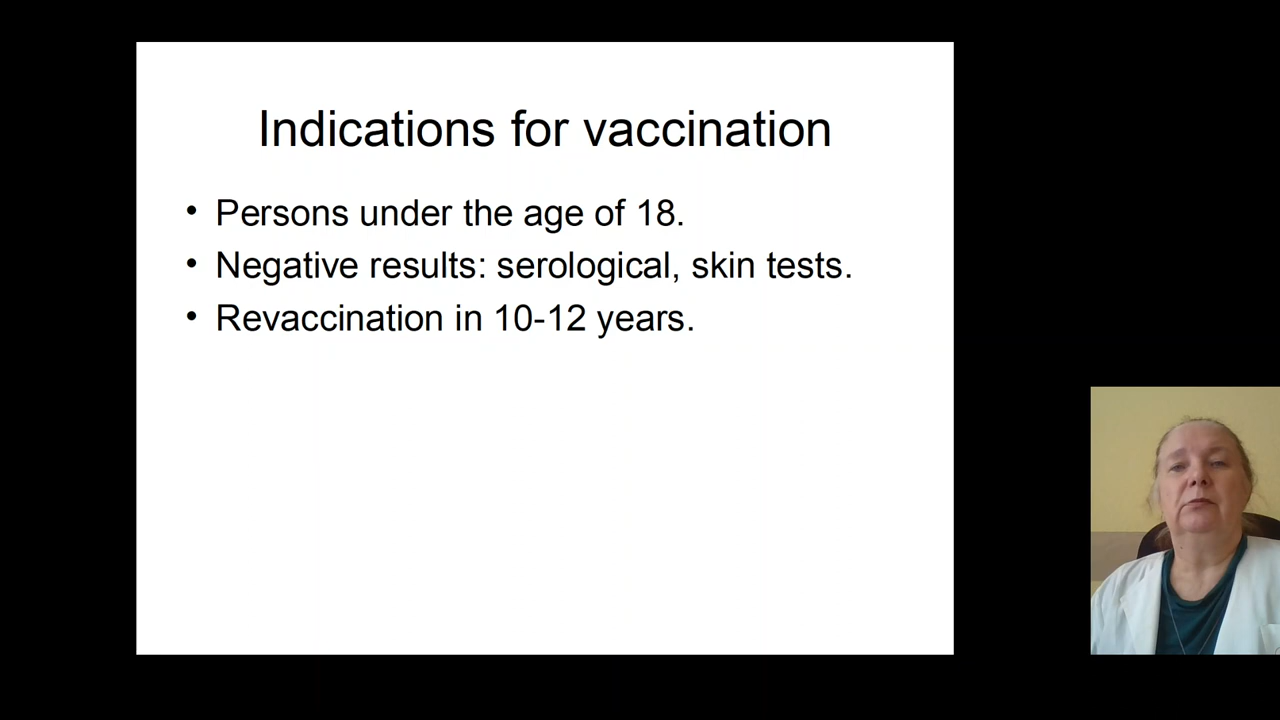 Indications for vaccination
• Persons under the age of 18.
• Negative results: serological, skin tests.
• Revaccination in 10-12 years.